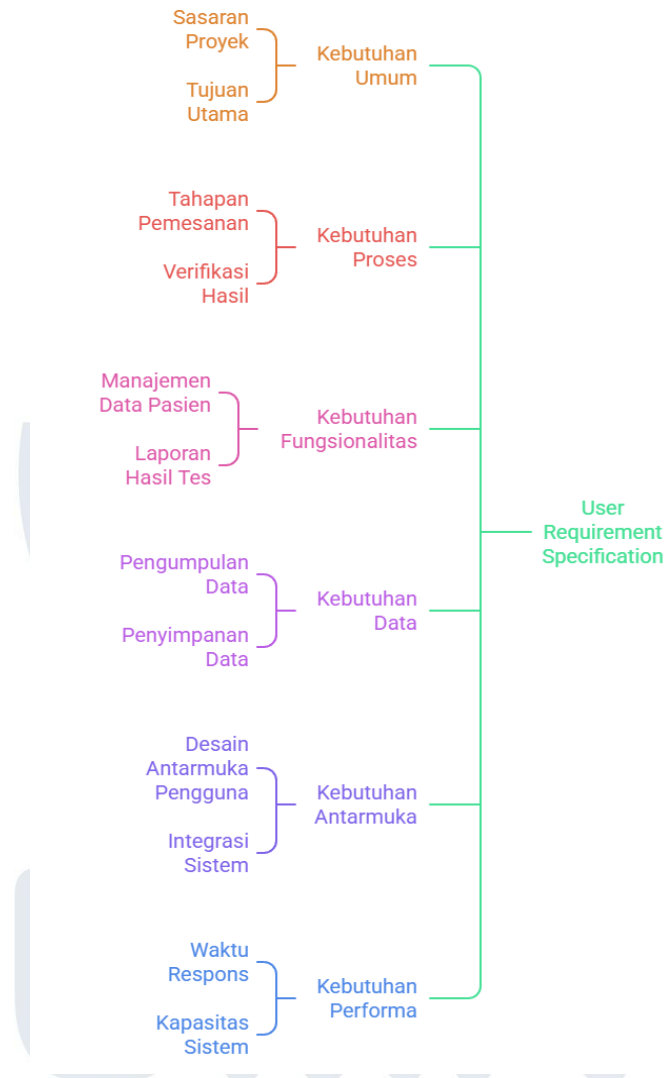 Sasaran
Proyek
Kebutuhan
Umum
Tujuan
Utama
Tahapan
Pemesanan
Kebutuhan
Proses
Verifikasi
Hasil
Manajemen
Data Pasien
Kebutuhan
Fungsionalitas
Laporan
Hasil Tes
User
Requirement
Specification
Pengumpulan
Data
Kebutuhan
Data
Penyimpanan
Data
Desain
Antarmuka
Pengguna
Kebutuhan
Antarmuka
Integrasi
Sistem
Waktu
Respons
Kebutuhan
Performa
Kapasitas
Sistem